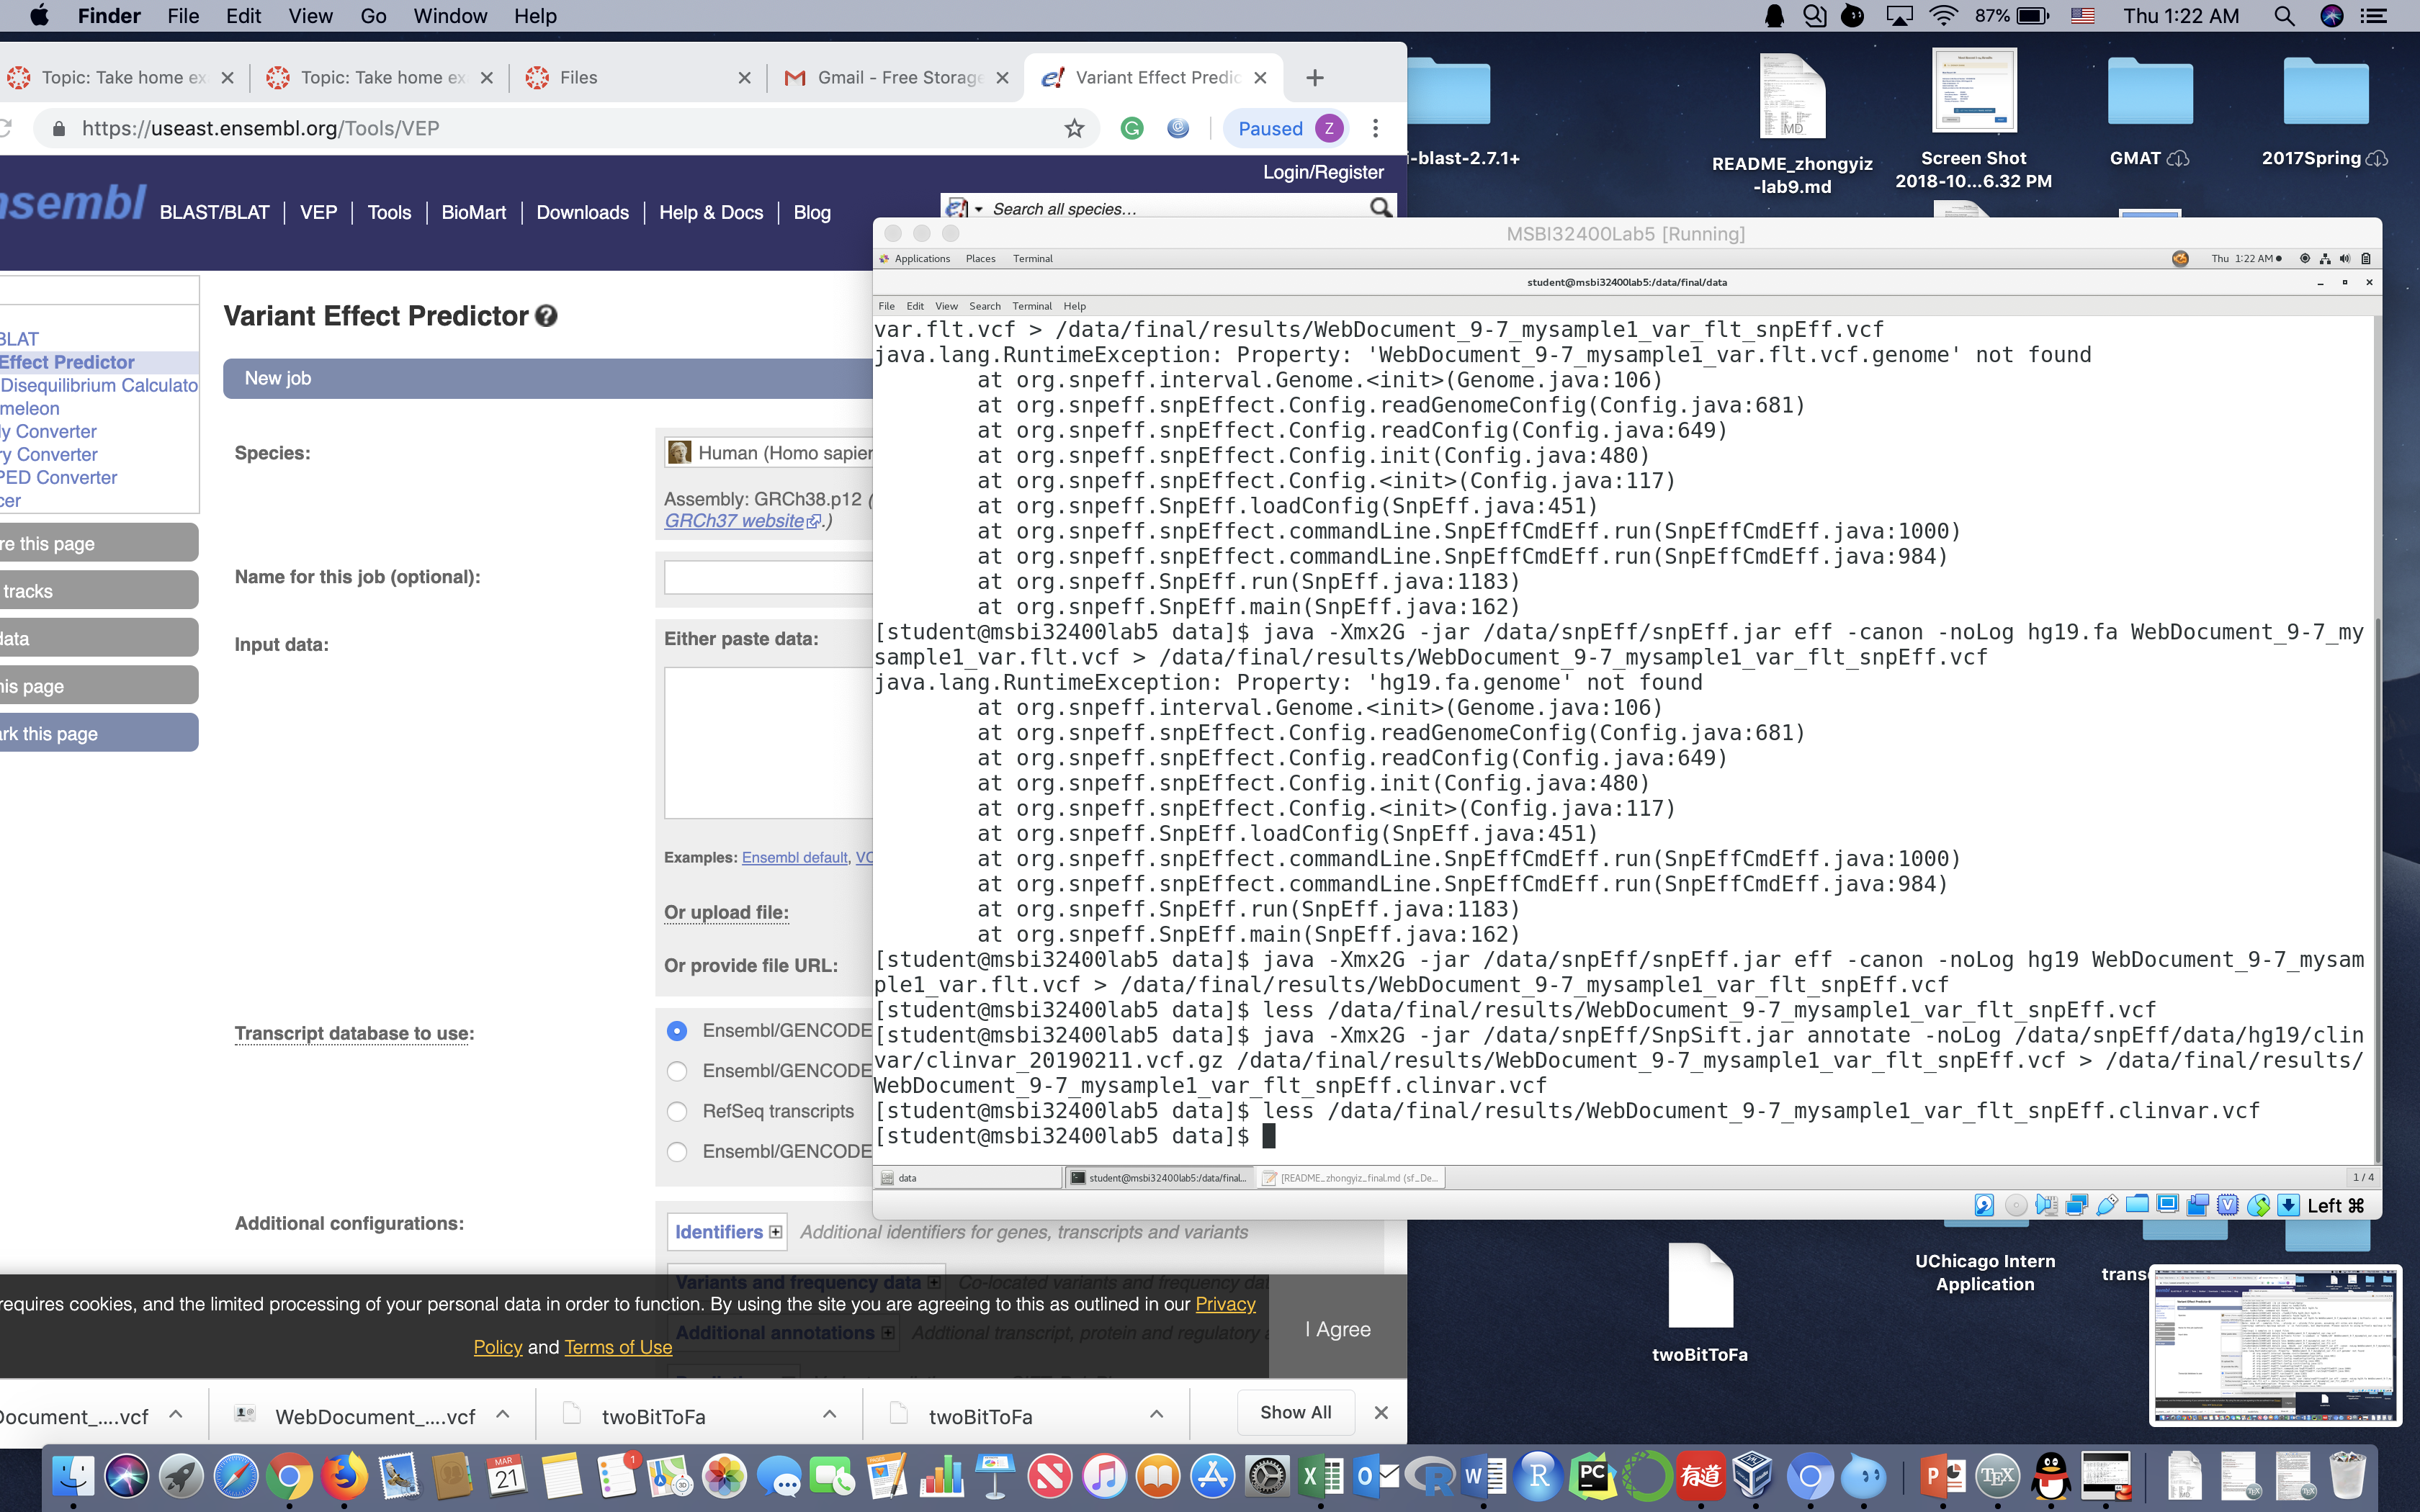 Finder File Edit View Go Window Help
87% Thu 1:22 AM
Topic: Take home ex
Topic: Take home ex
Files
Gmail - Free Storage
Variant Effect Predic
https://useast.ensembl.org/Tools/VEP
Paused Z
Login/Register
nsembl BLAST/BLAT | VEP | Tools | BioMart | Downloads | Help & Docs | Blog
Search all species…
BLAT
Effect Predictor
Disequilibrium Calculato
meleon
ly Converter
ry Converter
PED Converter
cer
re this page
tracks
data
his page
ark this page
Variant Effect Predictor
New job
Species:
Human (Homo sapien
Assembly: GRCh38.p12 (
GRCh37 website .)
Name for this job (optional):
Input data:
Either paste data:
Examples: Ensembl default, VC
Or upload file:
Or provide file URL:
Transcript database to use:
Ensembl/GENCODE
Ensembl/GENCODE
RefSeq transcripts
Ensembl/GENCODE
Additional configurations:
Identifiers Additional identifiers for genes, transcripts and variants
Variants and frequency data Co-located variants and frequency dat
Additional annotations Addtional transcript, protein and regulatory a
requires cookies, and the limited processing of your personal data in order to function. By using the site you are agreeing to this as outlined in our Privacy
Policy and Terms of Use
I Agree
Document_....vcf
WebDocument_....vcf
twoBitToFa
twoBitToFa
Show All
MSBI32400Lab5 [Running]
Applications Places Terminal
Thu 1:22 AM
student@msbi32400lab5:/data/final/data
File Edit View Search Terminal Help
var.flt.vcf > /data/final/results/WebDocument_9-7_mysample1_var_flt_snpEff.vcf
java.lang.RuntimeException: Property: 'WebDocument_9-7_mysample1_var.flt.vcf.genome' not found
at org.snpeff.interval.Genome.<init>(Genome.java:106)
at org.snpeff.snpEffect.Config.readGenomeConfig(Config.java:681)
at org.snpeff.snpEffect.Config.readConfig(Config.java:649)
at org.snpeff.snpEffect.Config.init(Config.java:480)
at org.snpeff.snpEffect.Config.<init>(Config.java:117)
at org.snpeff.SnpEff.loadConfig(SnpEff.java:451)
at org.snpeff.snpEffect.commandLine.SnpEffCmdEff.run(SnpEffCmdEff.java:1000)
at org.snpeff.snpEffect.commandLine.SnpEffCmdEff.run(SnpEffCmdEff.java:984)
at org.snpeff.SnpEff.run(SnpEff.java:1183)
at org.snpeff.SnpEff.main(SnpEff.java:162)
[student@msbi32400lab5 data]$ java -Xmx2G -jar /data/snpEff/snpEff.jar eff -canon -noLog hg19.fa WebDocument_9-7_my
sample1_var.flt.vcf > /data/final/results/WebDocument_9-7_mysample1_var_flt_snpEff.vcf
java.lang.RuntimeException: Property: 'hg19.fa.genome' not found
at org.snpeff.interval.Genome.<init>(Genome.java:106)
at org.snpeff.snpEffect.Config.readGenomeConfig(Config.java:681)
at org.snpeff.snpEffect.Config.readConfig(Config.java:649)
at org.snpeff.snpEffect.Config.init(Config.java:480)
at org.snpeff.snpEffect.Config.<init>(Config.java:117)
at org.snpeff.SnpEff.loadConfig(SnpEff.java:451)
at org.snpeff.snpEffect.commandLine.SnpEffCmdEff.run(SnpEffCmdEff.java:1000)
at org.snpeff.snpEffect.commandLine.SnpEffCmdEff.run(SnpEffCmdEff.java:984)
at org.snpeff.SnpEff.run(SnpEff.java:1183)
at org.snpeff.SnpEff.main(SnpEff.java:162)
[student@msbi32400lab5 data]$ java -Xmx2G -jar /data/snpEff/snpEff.jar eff -canon -noLog hg19 WebDocument_9-7_mysam
ple1_var.flt.vcf > /data/final/results/WebDocument_9-7_mysample1_var_flt_snpEff.vcf
[student@msbi32400lab5 data]$ less /data/final/results/WebDocument_9-7_mysample1_var_flt_snpEff.vcf
[student@msbi32400lab5 data]$ java -Xmx2G -jar /data/snpEff/SnpSift.jar annotate -noLog /data/snpEff/data/hg19/clin
var/clinvar_20190211.vcf.gz /data/final/results/WebDocument_9-7_mysample1_var_flt_snpEff.vcf > /data/final/results/
WebDocument_9-7_mysample1_var_flt_snpEff.clinvar.vcf
[student@msbi32400lab5 data]$ less /data/final/results/WebDocument_9-7_mysample1_var_flt_snpEff.clinvar.vcf
[student@msbi32400lab5 data]$
data
student@msbi32400lab5:/data/final...
[README_zhongyiz_final.md (sf_De...
1 / 4
Left ⌘
i-blast-2.7.1+
MD
README_zhongyiz
-lab9.md
Screen Shot
2018-10...6.32 PM
GMAT
2017Spring
twoBitToFa
UChicago Intern
Application
trans
MAR
21
1
有道
PC
TEX